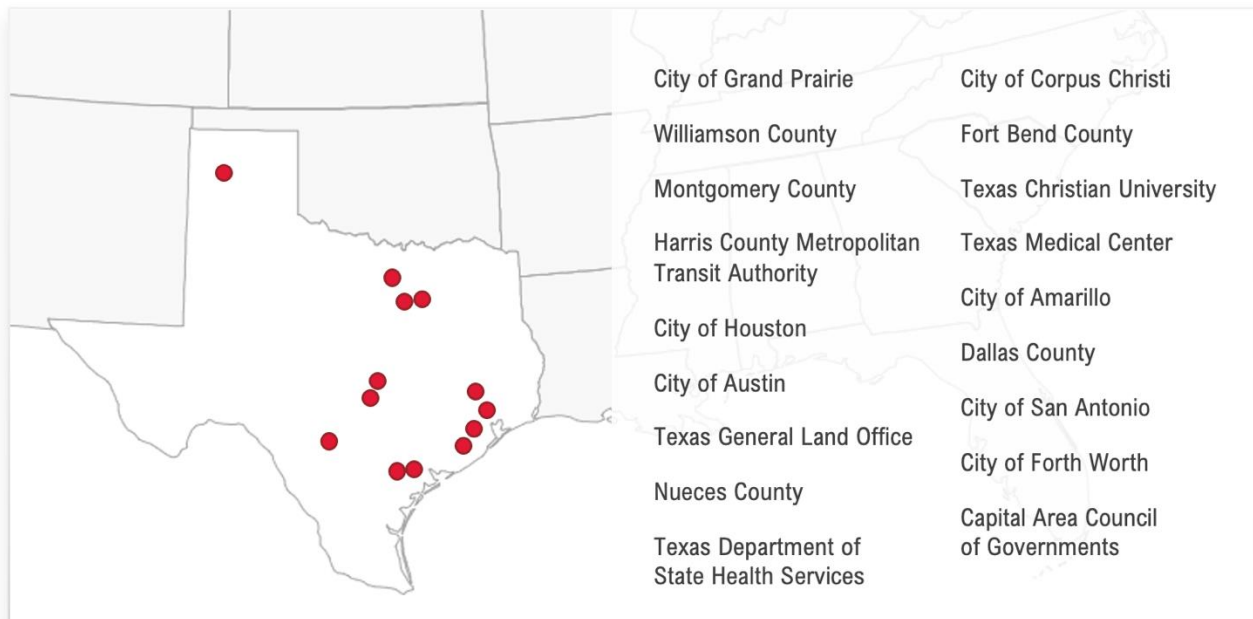 City of Grand Prairie
Williamson County
Montgomery County
Harris County Metropolitan
Transit Authority
City of Houston
City of Austin
Texas General Land Office
Nueces County
Texas Department of
State Health Services
City of Corpus Christi
Fort Bend County
Texas Christian University
Texas Medical Center
City of Amarillo
Dallas County
City of San Antonio
City of Forth Worth
Capital Area Council
of Governments